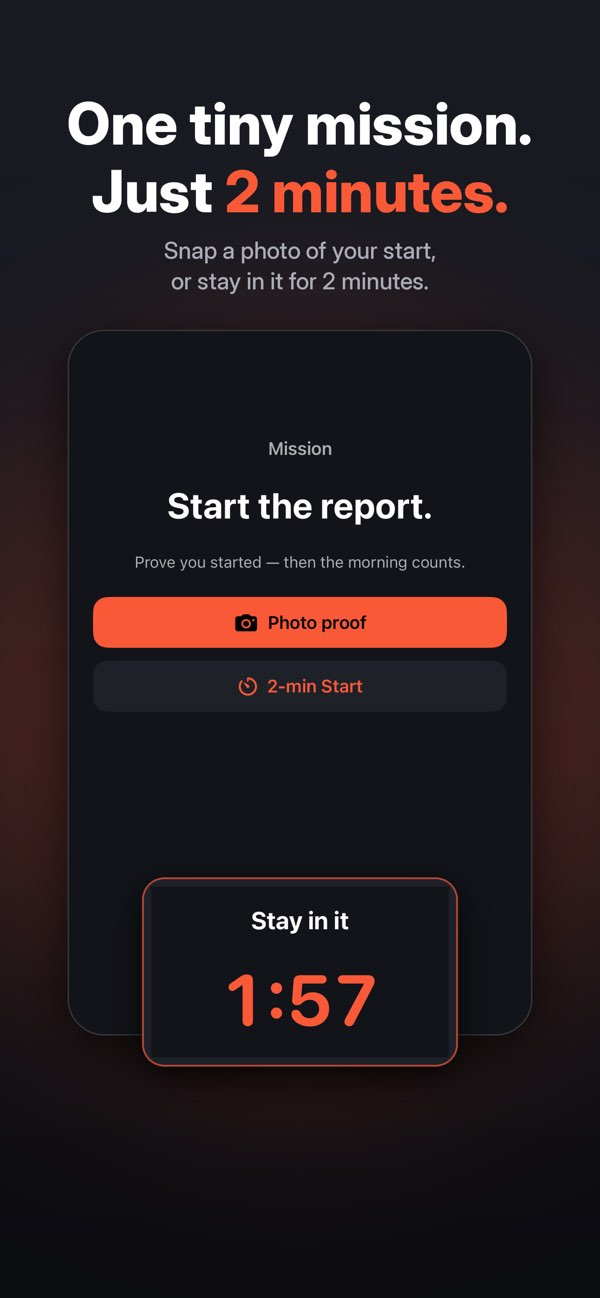 One tiny mission.
Just 2 minutes.
Snap a photo of your start,
or stay in it for 2 minutes.
Mission
Start the report.
Prove you started — then the morning counts.
Photo proof
2-min Start
Stay in it
1:57